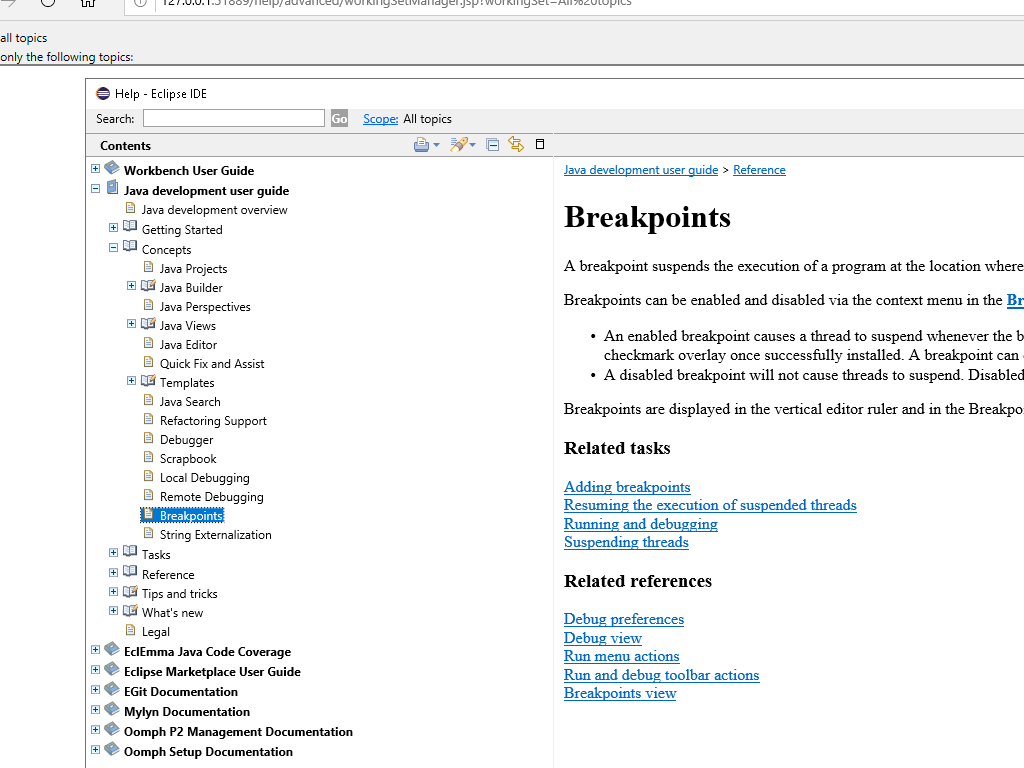 127.0.0.1:51889/help/advanced/workingSetManager.jsp?workingSet=All%20topics
all topics
only the following topics:
Help - Eclipse IDE
Search: Go Scope: All topics
Contents
Workbench User Guide
Java development user guide
Java development overview
Getting Started
Concepts
Java Projects
Java Builder
Java Perspectives
Java Views
Java Editor
Quick Fix and Assist
Templates
Java Search
Refactoring Support
Debugger
Scrapbook
Local Debugging
Remote Debugging
Breakpoints
String Externalization
Tasks
Reference
Tips and tricks
What's new
Legal
EclEmma Java Code Coverage
Eclipse Marketplace User Guide
EGit Documentation
Mylyn Documentation
Oomph P2 Management Documentation
Oomph Setup Documentation
Java development user guide > Reference
Breakpoints
A breakpoint suspends the execution of a program at the location where
Breakpoints can be enabled and disabled via the context menu in the Br
• An enabled breakpoint causes a thread to suspend whenever the b
checkmark overlay once successfully installed. A breakpoint can
• A disabled breakpoint will not cause threads to suspend. Disabled
Breakpoints are displayed in the vertical editor ruler and in the Breakpo
Related tasks
Adding breakpoints
Resuming the execution of suspended threads
Running and debugging
Suspending threads
Related references
Debug preferences
Debug view
Run menu actions
Run and debug toolbar actions
Breakpoints view